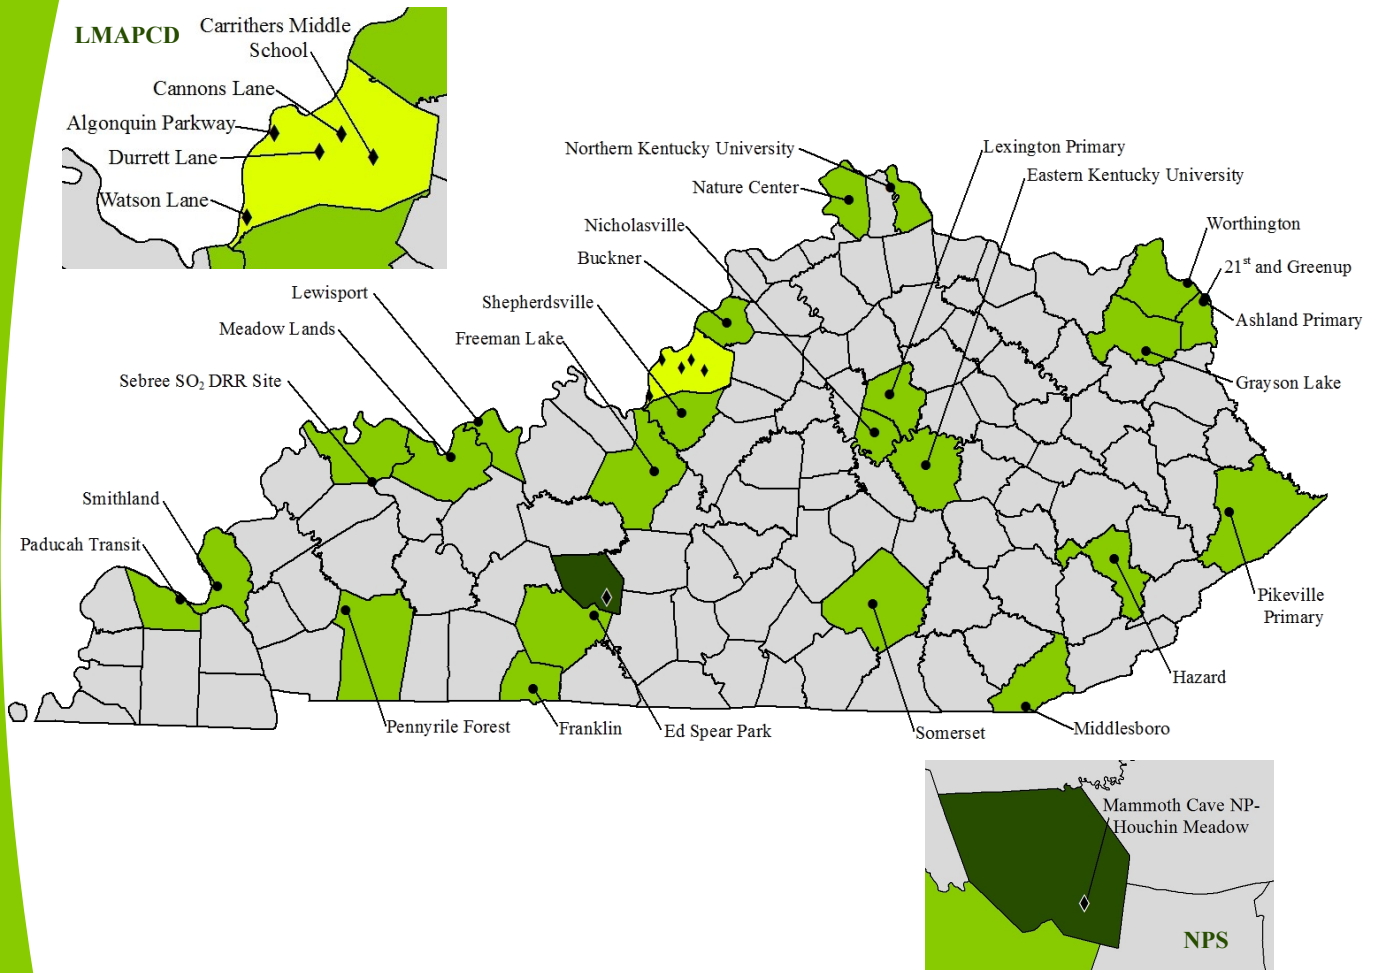 LMAPCD
Carrithers Middle
School
Cannons Lane
Algonquin Parkway
Durrett Lane
Watson Lane
Northern Kentucky University
Nature Center
Nicholasville
Buckner
Lexington Primary
Eastern Kentucky University
Worthington
21st and Greenup
Ashland Primary
Grayson Lake
Lewisport
Shepherdsville
Meadow Lands
Freeman Lake
Sebree SO2 DRR Site
Smithland
Paducah Transit
Pikeville
Primary
Hazard
Pennyrile Forest
Franklin
Ed Spear Park
Somerset
Middlesboro
Mammoth Cave NP-
Houchin Meadow
NPS